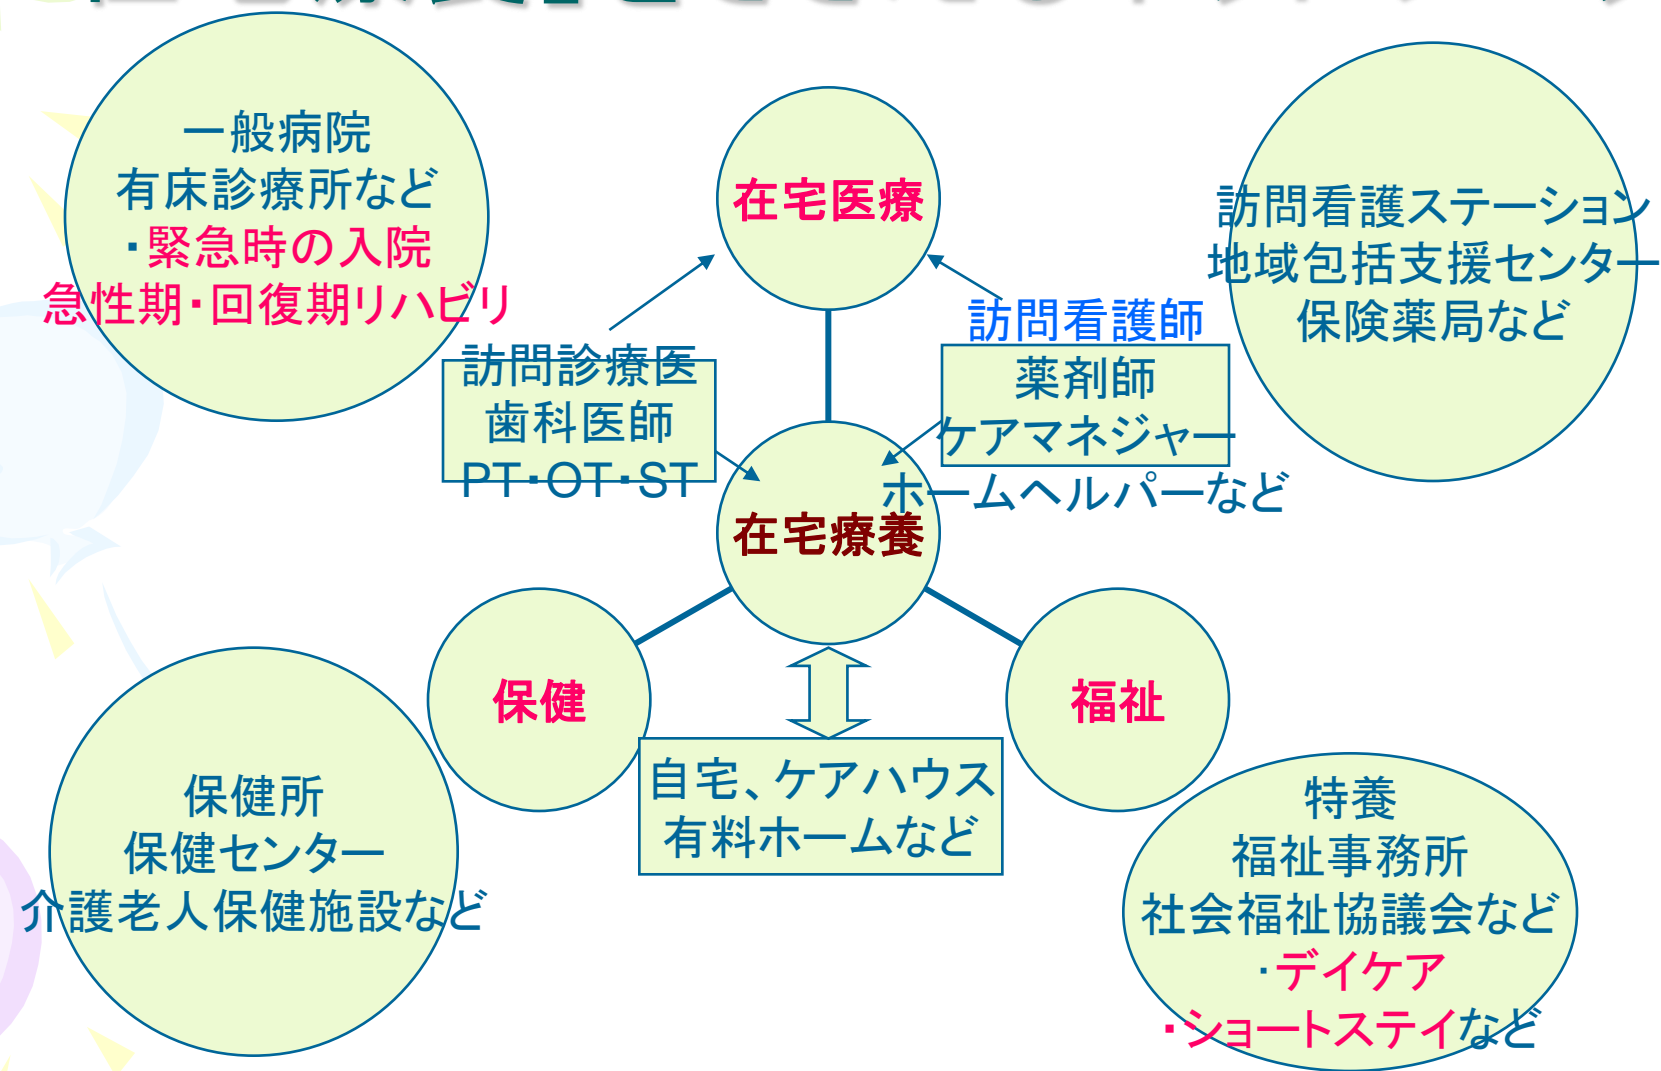 一般病院
有床診療所など
・緊急時の入院
急性期・回復期リハビリ
在宅医療
訪問看護ステーション
地域包括支援センター
保険薬局など
訪問診療医
歯科医師
PT・OT・ST
訪問看護師
薬剤師
ケアマネジャー
ホームヘルパーなど
在宅療養
保健
福祉
自宅、ケアハウス
有料ホームなど
保健所
保健センター
介護老人保健施設など
特養
福祉事務所
社会福祉協議会など
・デイケア
・ショートステイなど